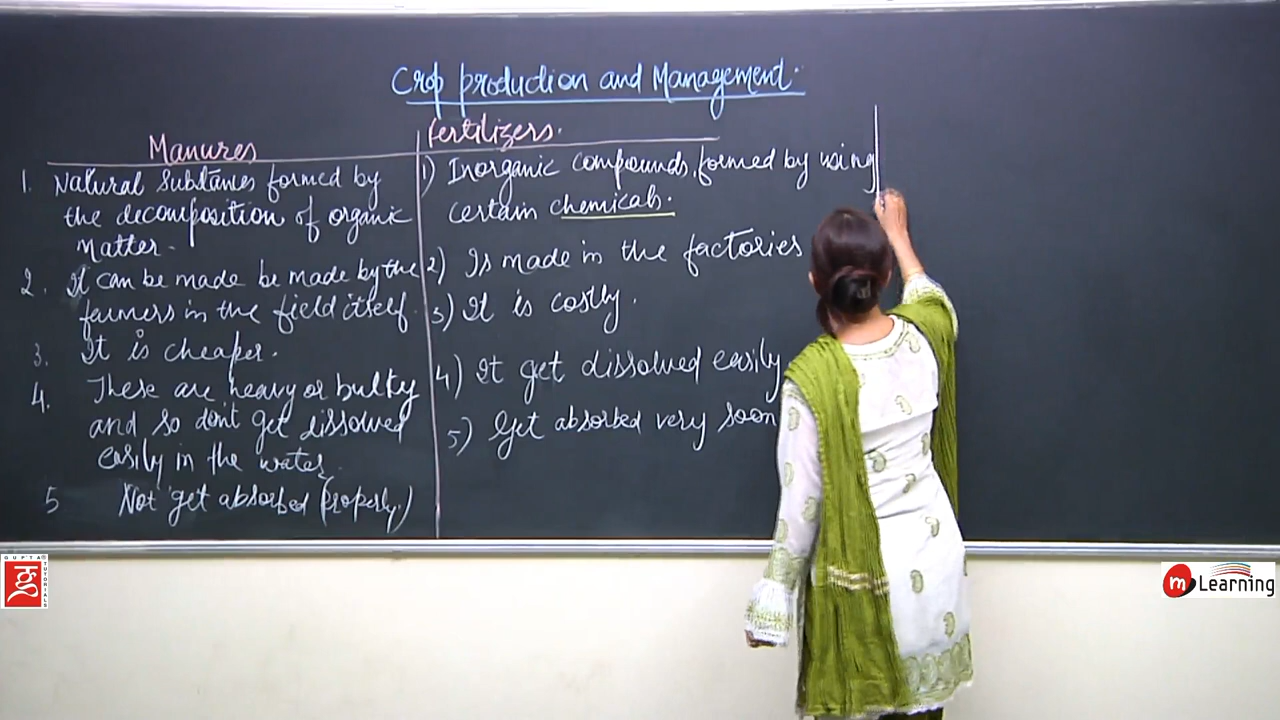 Crop production and Management.
Manures
1. Natural Substances formed by
the decomposition of organic
Matter.
2. It can be made be made by the
farmers in the field itself.
3. It is cheaper.
4. These are heavy or bulky
and so don't get dissolved
easily in the water.
5 Not get absorbed (properly.)
fertilizers.
1) Inorganic compounds, formed by using
certain chemicals.
2) Is made in the factories
3) It is costly.
4) It get dissolved easily
5) Get absorbed very soon
GUPTA
TUTORIALS
m Learning